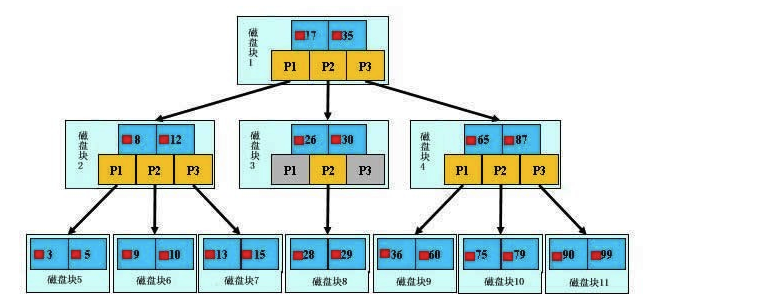 磁盘块1
17 35
P1 P2 P3
磁盘块2
8 12
P1 P2 P3
磁盘块3
26 30
P1 P2 P3
磁盘块4
65 87
P1 P2 P3
3 5
磁盘块5
9 10
磁盘块6
13 15
磁盘块7
28 29
磁盘块8
36 60
磁盘块9
75 79
磁盘块10
90 99
磁盘块11